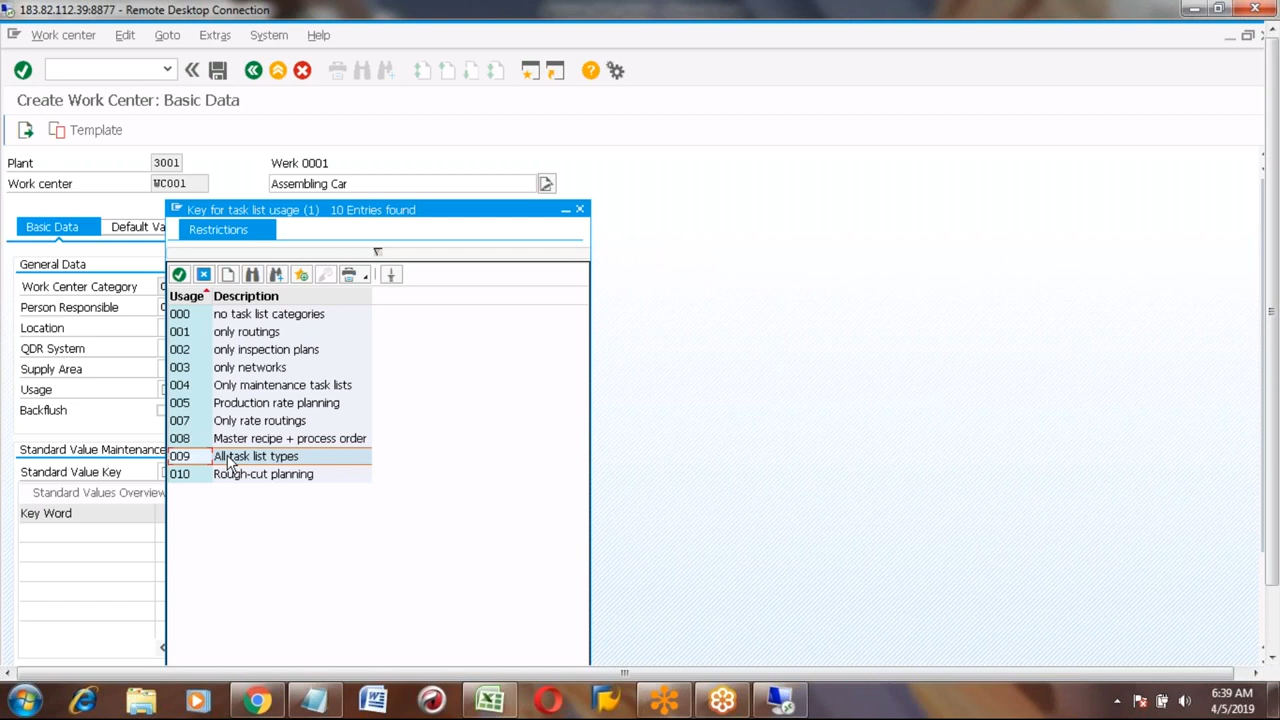 183.82.112.39:8877 - Remote Desktop Connection
Work center Edit Goto Extras System Help
Create Work Center: Basic Data
Template
Plant 3001 Werk 0001
Work center WC001 Assembling Car
Key for task list usage (1) 10 Entries found
Basic Data Default Va
Restrictions
General Data
Work Center Category 0
Person Responsible 0
Location
QDR System
Supply Area
Usage
Backflush
Standard Value Maintenance
Standard Value Key
Standard Values Overview
Key Word
Usage Description
000 no task list categories
001 only routings
002 only inspection plans
003 only networks
004 Only maintenance task lists
005 Production rate planning
007 Only rate routings
008 Master recipe + process order
009 All task list types
010 Rough-cut planning
6:39 AM
4/5/2019